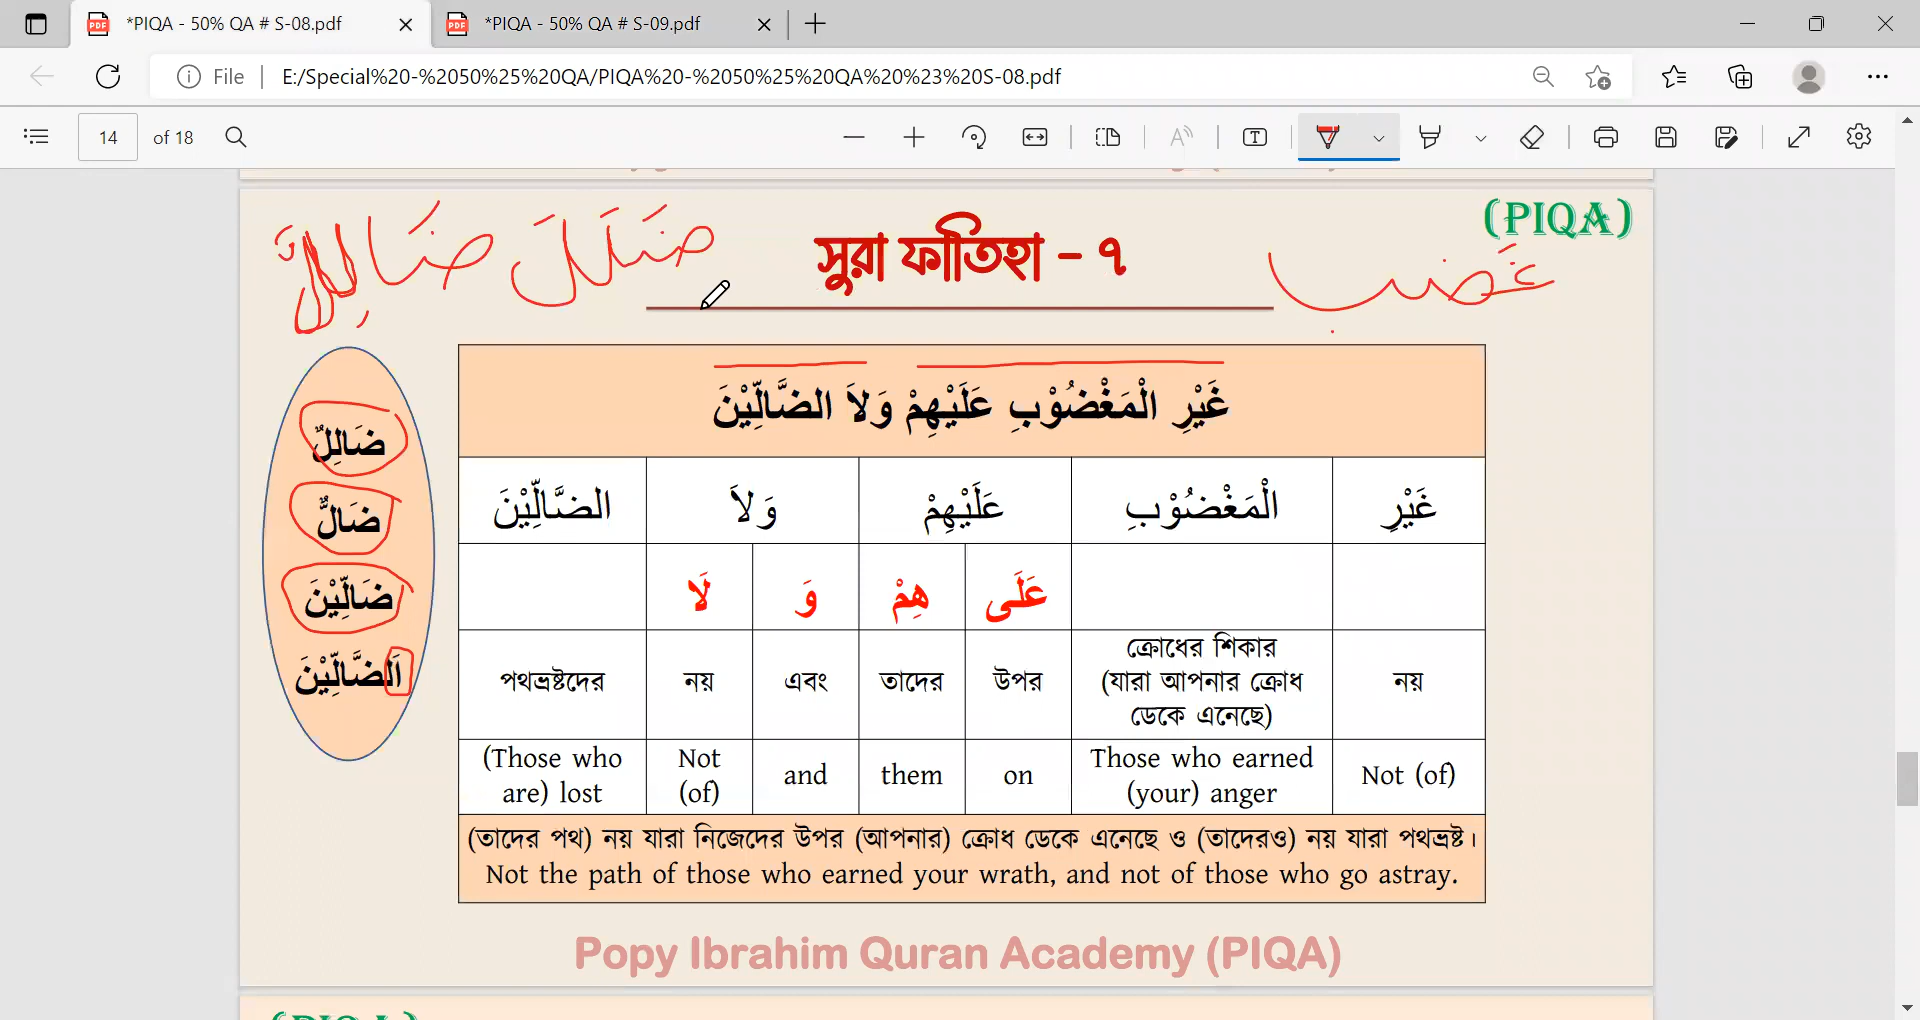 *PIQA - 50% QA # S-08.pdf
*PIQA - 50% QA # S-09.pdf
File
E:/Special%20-%2050%25%20QA/PIQA%20-%2050%25%20QA%20%23%20S-08.pdf
14 of 18
(PIQA)
সুরা ফাতিহা - ৭
غَضب
ضَلَلَ ضَالِلٌ
غَيْرِ الْمَغْضُوْبِ عَلَيْهِمْ وَلاَ الضَّالِّيْنَ
غَيْرِ الْمَغْضُوْبِ عَلَيْهِمْ وَلاَ الضَّالِّيْنَ
عَلَى هِمْ وَ لَا
নয় ক্রোধের শিকার (যারা আপনার ক্রোধ ডেকে এনেছে) উপর তাদের এবং নয় পথভ্রষ্টদের
Not (of) Those who earned (your) anger on them and Not (of) (Those who are) lost
(তাদের পথ) নয় যারা নিজেদের উপর (আপনার) ক্রোধ ডেকে এনেছে ও (তাদেরও) নয় যারা পথভ্রষ্ট।
Not the path of those who earned your wrath, and not of those who go astray.
ضَالِلٌ
ضَالٌّ
ضَالِّيْنَ
اَلضَّالِّيْنَ
Popy Ibrahim Quran Academy (PIQA)